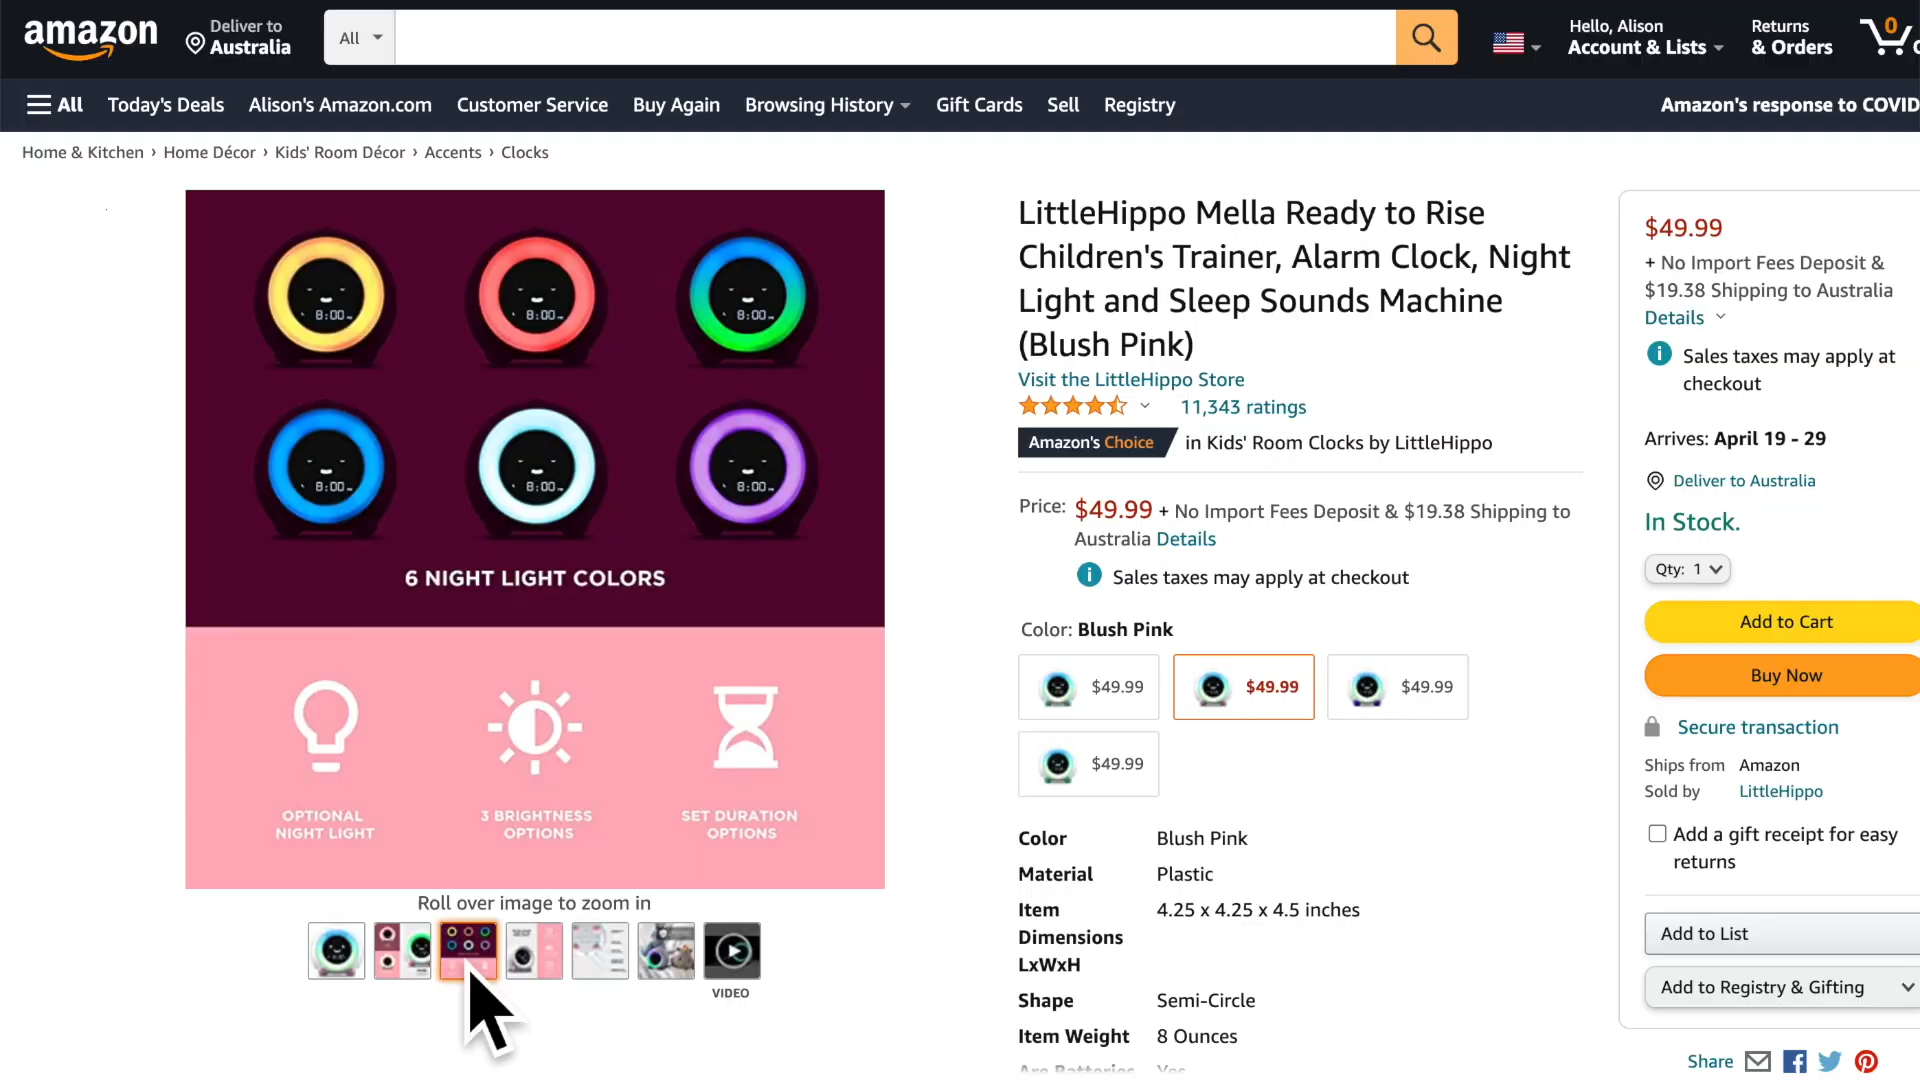 amazon
Deliver to
Australia
All
Hello, Alison
Account & Lists
Returns
& Orders
0
All
Today's Deals
Alison's Amazon.com
Customer Service
Buy Again
Browsing History
Gift Cards
Sell
Registry
Amazon's response to COVID
Home & Kitchen › Home Décor › Kids' Room Décor › Accents › Clocks
8:00
8:00
8:00
8:00
8:00
8:00
6 NIGHT LIGHT COLORS
OPTIONAL
NIGHT LIGHT
3 BRIGHTNESS
OPTIONS
SET DURATION
OPTIONS
Roll over image to zoom in
VIDEO
LittleHippo Mella Ready to Rise
Children's Trainer, Alarm Clock, Night
Light and Sleep Sounds Machine
(Blush Pink)
Visit the LittleHippo Store
11,343 ratings
Amazon's Choice in Kids' Room Clocks by LittleHippo
Price: $49.99 + No Import Fees Deposit & $19.38 Shipping to
Australia Details
Sales taxes may apply at checkout
Color: Blush Pink
$49.99
$49.99
$49.99
$49.99
Color Blush Pink
Material Plastic
Item 4.25 x 4.25 x 4.5 inches
Dimensions
LxWxH
Shape Semi-Circle
Item Weight 8 Ounces
Are Batteries Yes
$49.99
+ No Import Fees Deposit &
$19.38 Shipping to Australia
Details
Sales taxes may apply at
checkout
Arrives: April 19 - 29
Deliver to Australia
In Stock.
Qty: 1
Add to Cart
Buy Now
Secure transaction
Ships from Amazon
Sold by LittleHippo
Add a gift receipt for easy
returns
Add to List
Add to Registry & Gifting
Share